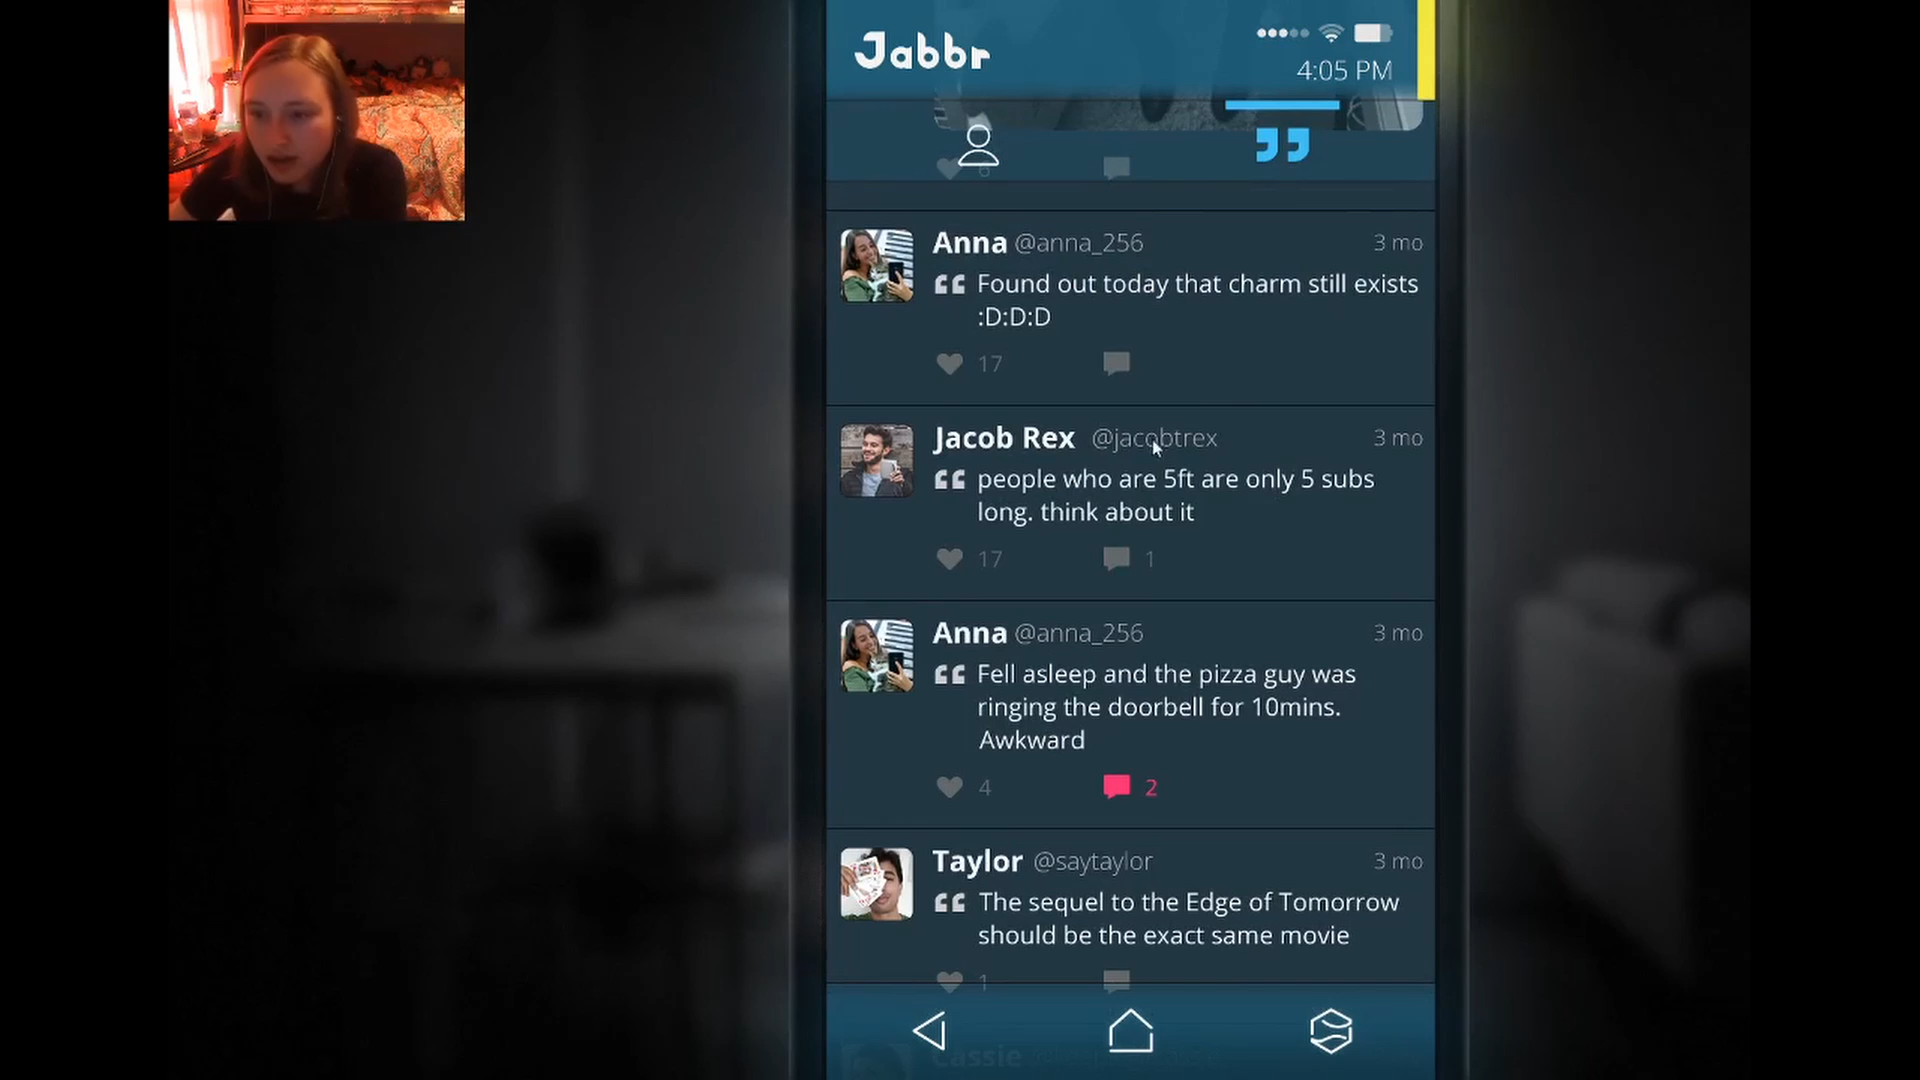 Jabbr
4:05 PM
6
Anna @anna_256 3 mo
Found out today that charm still exists
:D:D:D
17
Jacob Rex @jacobtrex 3 mo
people who are 5ft are only 5 subs
long. think about it
17 1
Anna @anna_256 3 mo
Fell asleep and the pizza guy was
ringing the doorbell for 10mins.
Awkward
4 2
Taylor @saytaylor 3 mo
The sequel to the Edge of Tomorrow
should be the exact same movie
1
Cassie